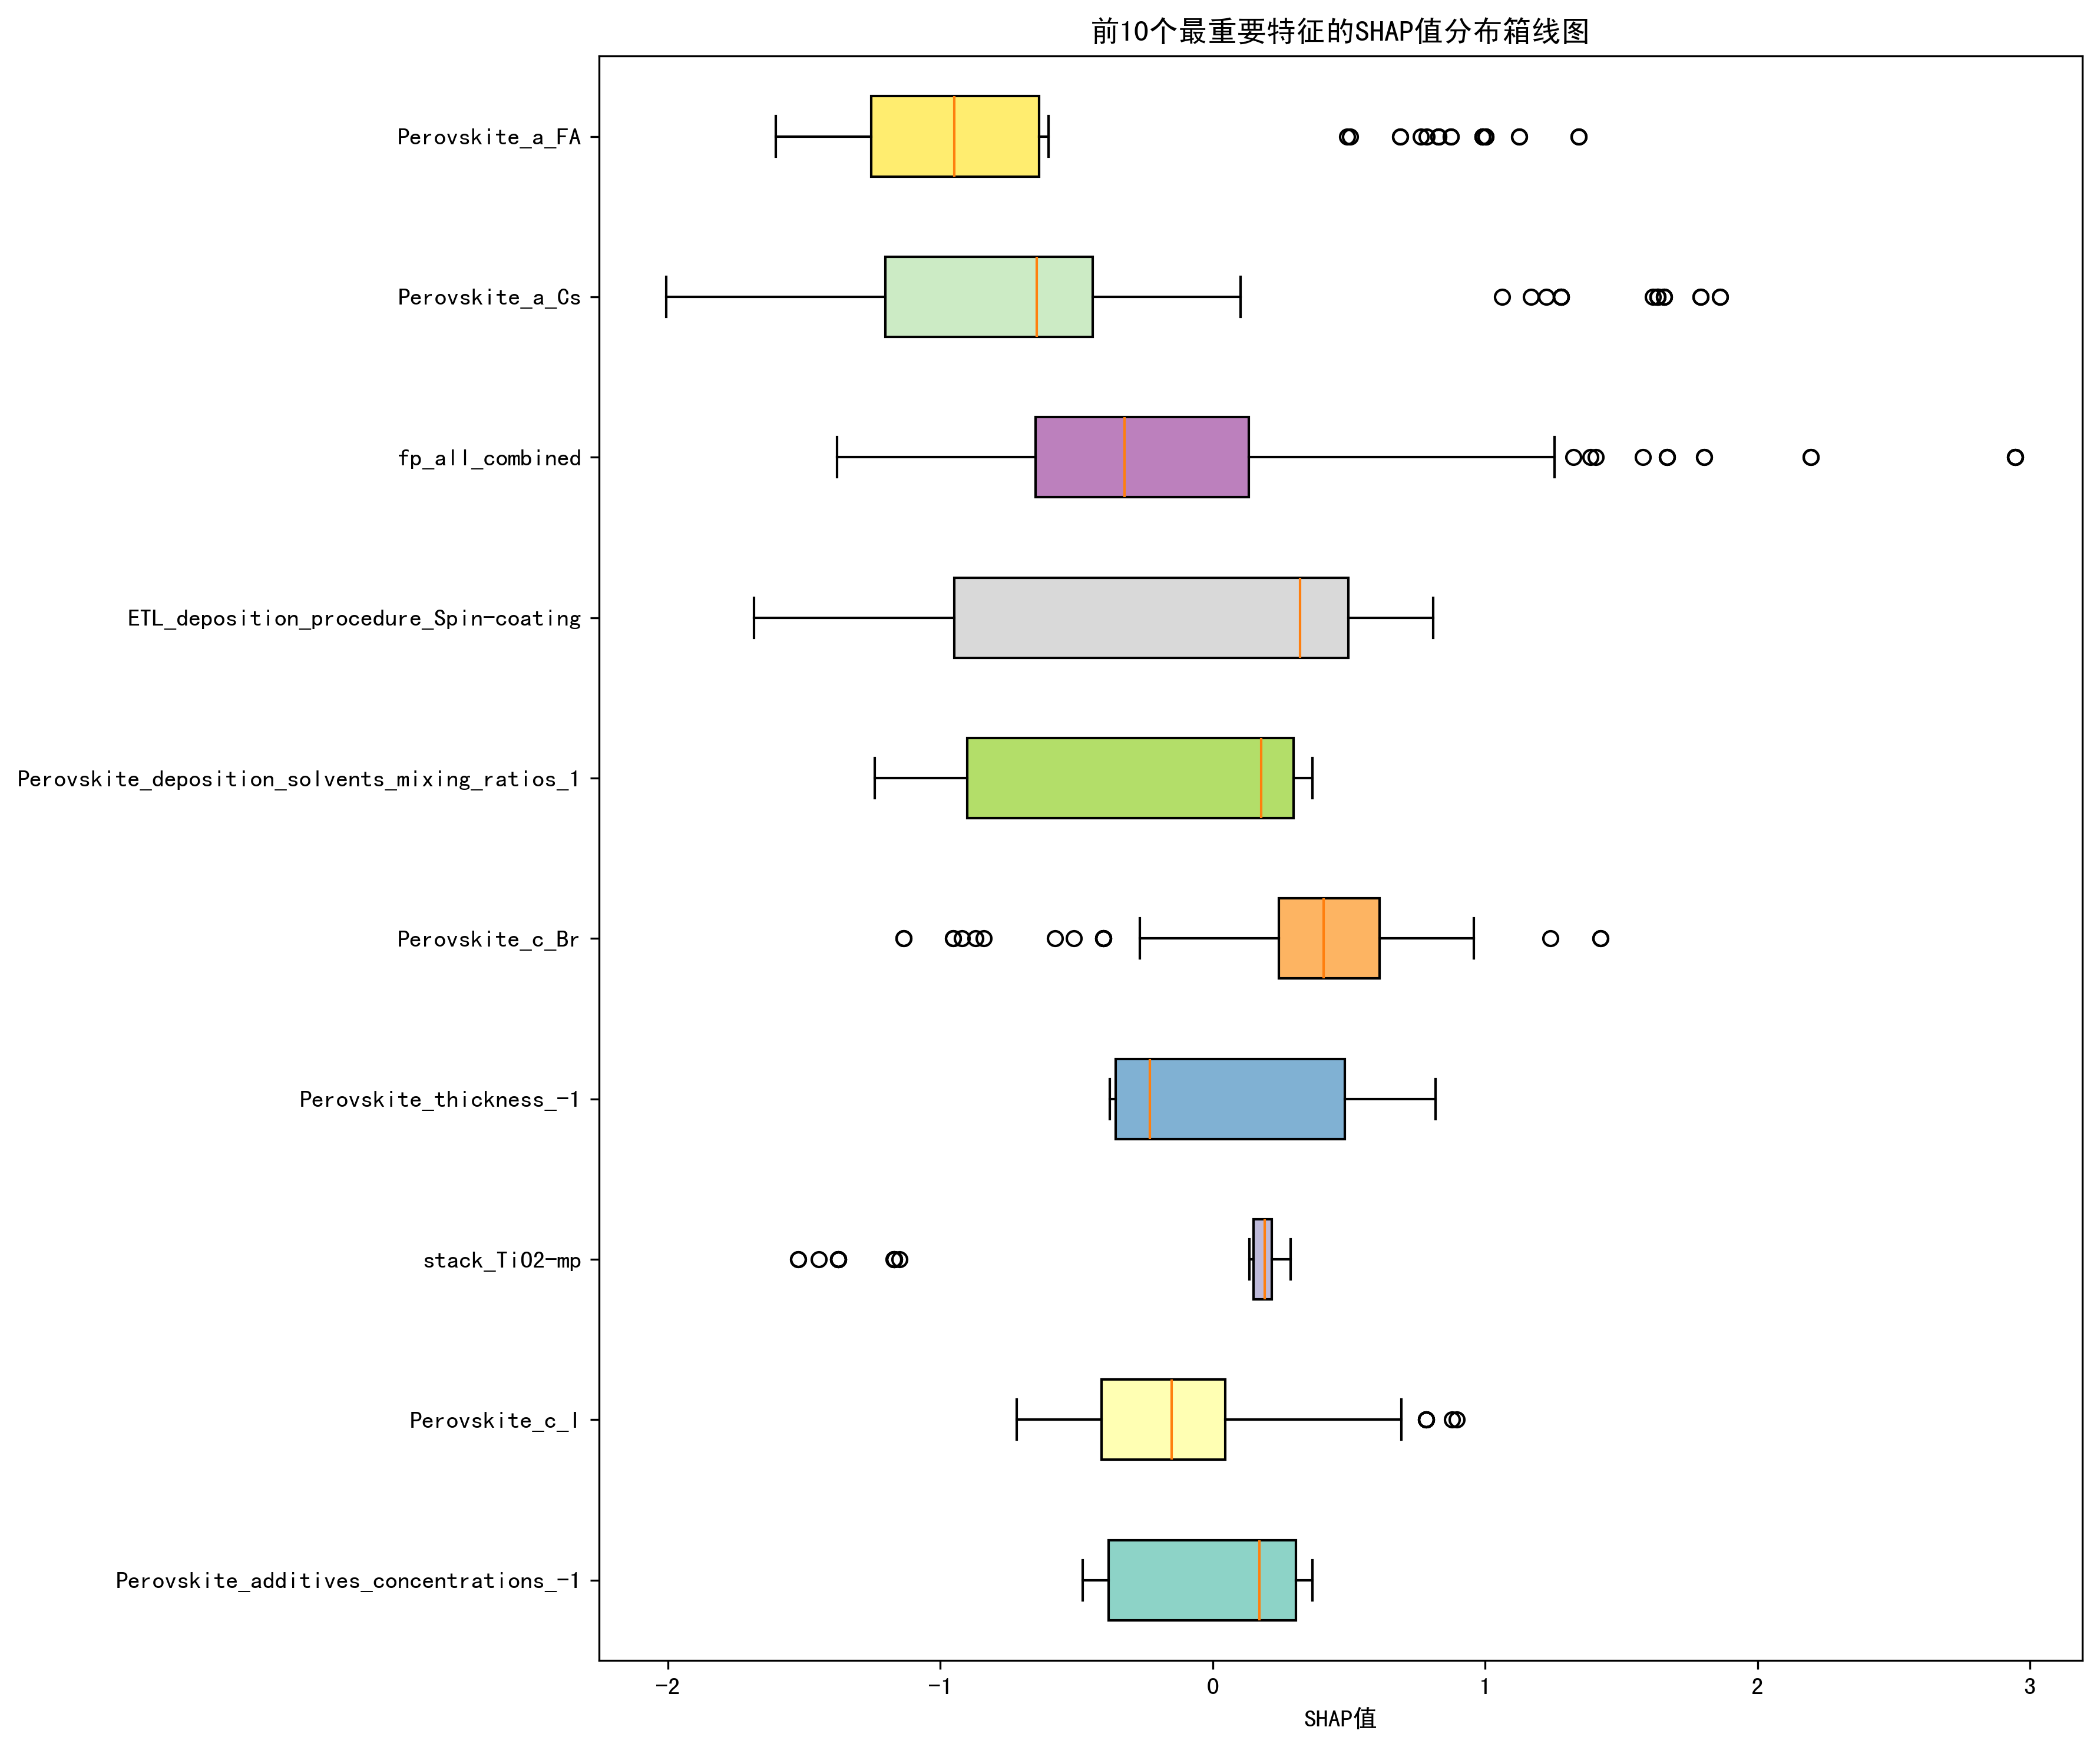 前10个最重要特征的SHAP值分布箱线图
Perovskite_a_FA
Perovskite_a_Cs
fp_all_combined
ETL_deposition_procedure_Spin-coating
Perovskite_deposition_solvents_mixing_ratios_1
Perovskite_c_Br
Perovskite_thickness_-1
stack_TiO2-mp
Perovskite_c_I
Perovskite_additives_concentrations_-1
-2 -1 0 1 2 3
SHAP值